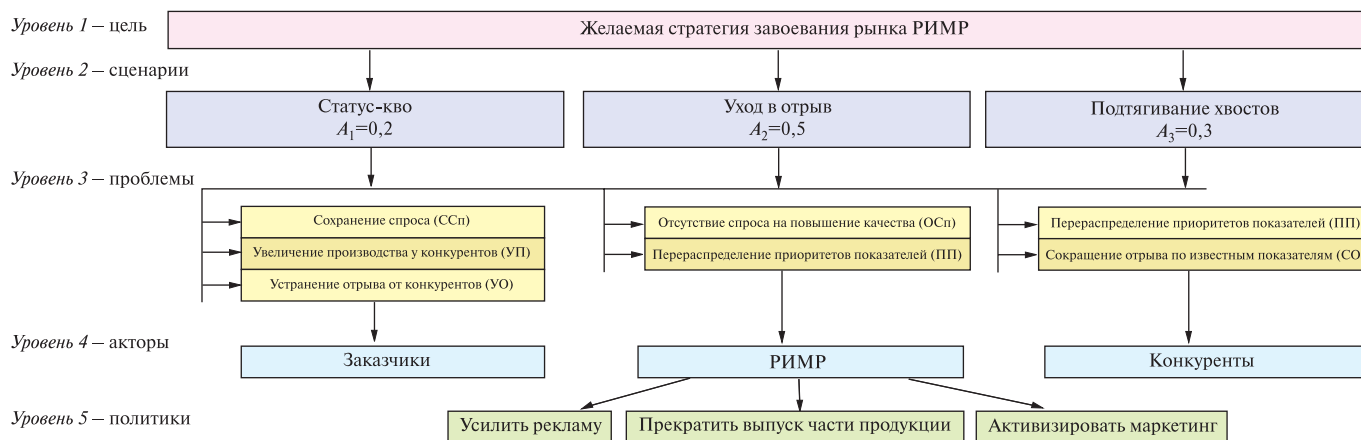 Уровень 1 – цель
Желаемая стратегия завоевания рынка РИМР
Уровень 2 – сценарии
Статус-кво
A1=0,2
Уход в отрыв
A2=0,5
Подтягивание хвостов
A3=0,3
Уровень 3 – проблемы
Сохранение спроса (ССп)
Увеличение производства у конкурентов (УП)
Устранение отрыва от конкурентов (УО)
Отсутствие спроса на повышение качества (ОСп)
Перераспределение приоритетов показателей (ПП)
Перераспределение приоритетов показателей (ПП)
Сокращение отрыва по известным показателям (СО
Уровень 4 – акторы
Заказчики
РИМР
Конкуренты
Уровень 5 – политики
Усилить рекламу
Прекратить выпуск части продукции
Активизировать маркетинг